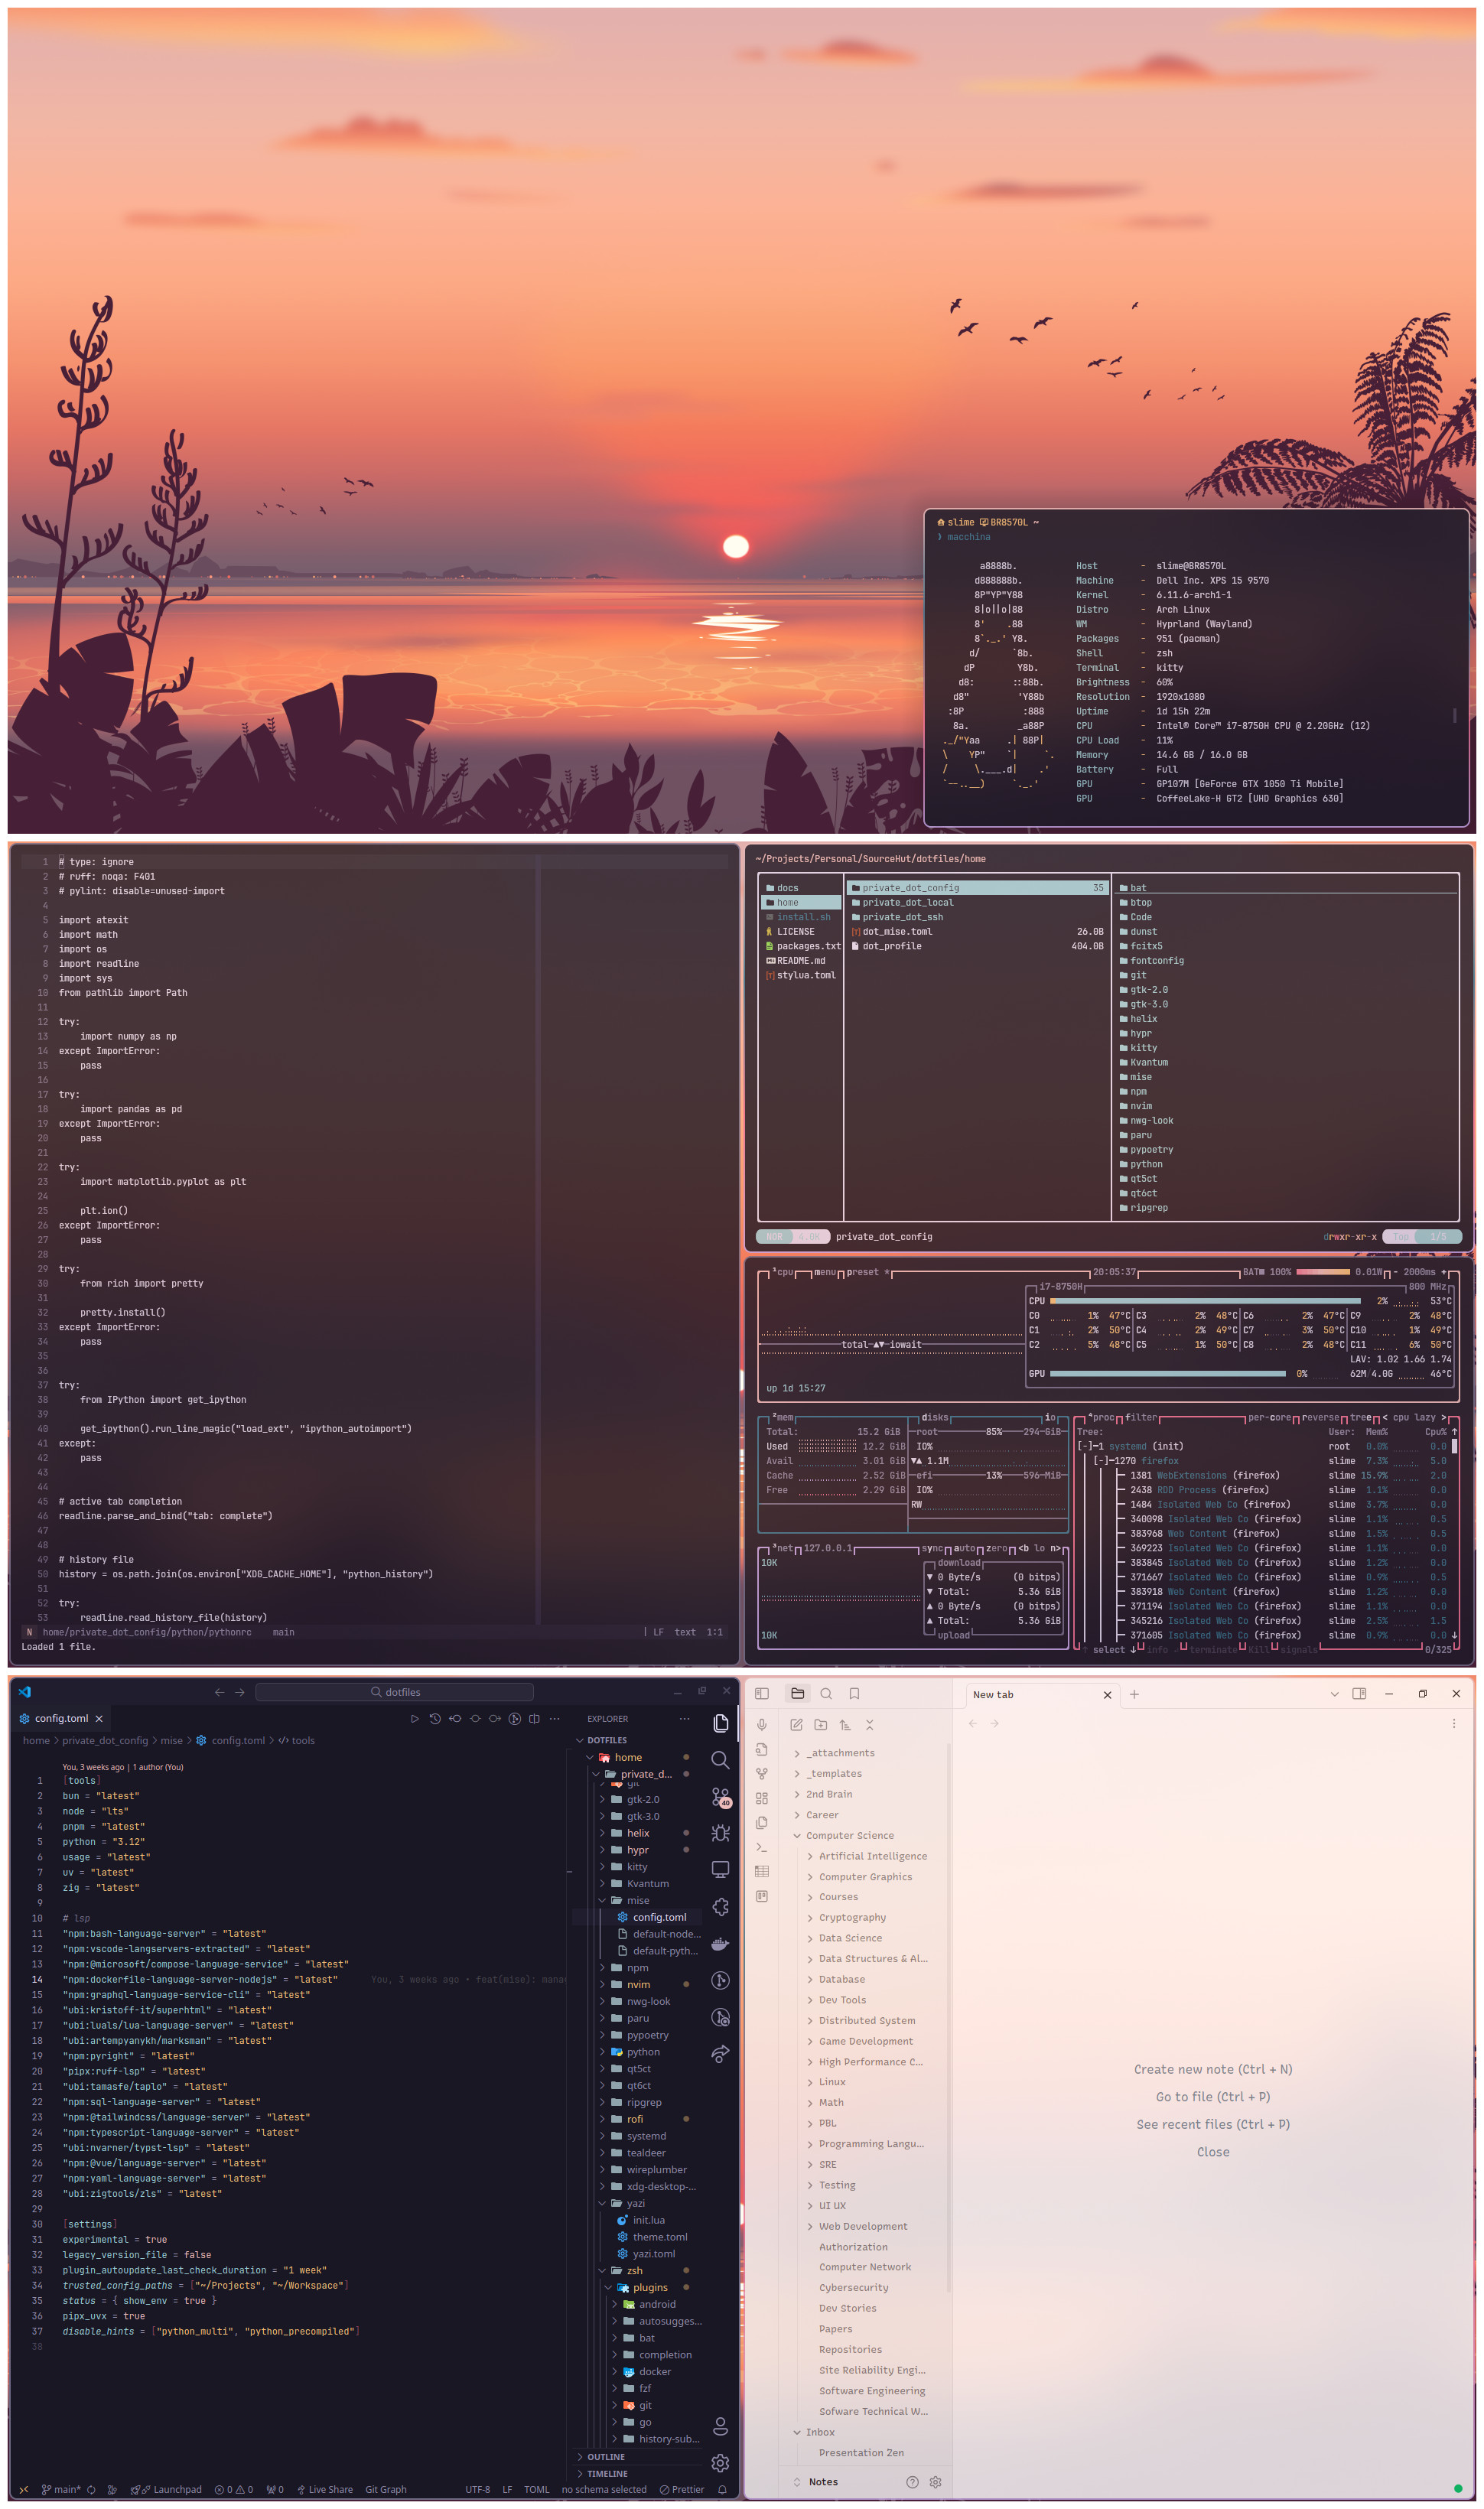 slime BR8570L ~
macchina
a8888b.
d888888b.
8P"YP"Y88
8|o||o|88
8' .88
8`._.' Y8.
d/ `8b.
dP Y8b.
d8: ::88b.
d8" 'Y88b
:8P :888
8a. _a88P
._/"Yaa .| 88P|
\ YP" `| `.
/ \.___.d| .'
`--..__) `._.'
Host - slime@BR8570L
Machine - Dell Inc. XPS 15 9570
Kernel - 6.11.6-arch1-1
Distro - Arch Linux
WM - Hyprland (Wayland)
Packages - 951 (pacman)
Shell - zsh
Terminal - kitty
Brightness - 60%
Resolution - 1920x1080
Uptime - 1d 15h 22m
CPU - Intel® Core™ i7-8750H CPU @ 2.20GHz (12)
CPU Load - 11%
Memory - 14.6 GB / 16.0 GB
Battery - Full
GPU - GP107M [GeForce GTX 1050 Ti Mobile]
GPU - CoffeeLake-H GT2 [UHD Graphics 630]
1 # type: ignore
2 # ruff: noqa: F401
3 # pylint: disable=unused-import
4
5 import atexit
6 import math
7 import os
8 import readline
9 import sys
10 from pathlib import Path
11
12 try:
13     import numpy as np
14 except ImportError:
15     pass
16
17 try:
18     import pandas as pd
19 except ImportError:
20     pass
21
22 try:
23     import matplotlib.pyplot as plt
24
25     plt.ion()
26 except ImportError:
27     pass
28
29 try:
30     from rich import pretty
31
32     pretty.install()
33 except ImportError:
34     pass
35
36
37 try:
38     from IPython import get_ipython
39
40     get_ipython().run_line_magic("load_ext", "ipython_autoimport")
41 except:
42     pass
43
44
45 # active tab completion
46 readline.parse_and_bind("tab: complete")
47
48
49 # history file
50 history = os.path.join(os.environ["XDG_CACHE_HOME"], "python_history")
51
52 try:
53     readline.read_history_file(history)
N home/private_dot_config/python/pythonrc main | LF text 1:1
Loaded 1 file.
~/Projects/Personal/SourceHut/dotfiles/home
docs
home
install.sh
LICENSE
packages.txt
README.md
stylua.toml
private_dot_config 35
private_dot_local
private_dot_ssh
dot_mise.toml 26.0B
dot_profile 404.0B
bat
btop
Code
dunst
fcitx5
fontconfig
git
gtk-2.0
gtk-3.0
helix
hypr
kitty
Kvantum
mise
npm
nvim
nwg-look
paru
pypoetry
python
qt5ct
qt6ct
ripgrep
NOR 4.0K private_dot_config drwxr-xr-x Top 1/5
¹cpu menu preset * 20:05:37 BAT 100% 0.01W - 2000ms +
i7-8750H 800 MHz
CPU 2% 53°C
C0 1% 47°C C3 2% 48°C C6 2% 47°C C9 2% 48°C
C1 2% 50°C C4 2% 49°C C7 3% 50°C C10 1% 49°C
C2 5% 48°C C5 1% 50°C C8 2% 48°C C11 6% 50°C
total ▲▼ iowait
LAV: 1.02 1.66 1.74
GPU 0% 62M/4.0G 46°C
up 1d 15:27
²mem disks io
Total: 15.2 GiB
Used 12.2 GiB
Avail 3.01 GiB
Cache 2.52 GiB
Free 2.29 GiB
root 85% 294 GiB
IO%
▼▲ 1.1M
efi 13% 596 MiB
IO%
RW
³net 127.0.0.1 sync auto zero <b lo n>
10K
10K
download
▼ 0 Byte/s (0 bitps)
▼ Total: 5.36 GiB
▲ 0 Byte/s (0 bitps)
▲ Total: 5.36 GiB
upload
⁴proc filter per-core reverse tree < cpu lazy >
Tree: User: Mem% Cpu% ↑
[-]-1 systemd (init) root 0.0% 0.0
[-]-1270 firefox slime 7.3% 5.0
1381 WebExtensions (firefox) slime 15.9% 2.0
2438 RDD Process (firefox) slime 1.1% 0.0
1484 Isolated Web Co (firefox) slime 3.7% 0.0
340098 Isolated Web Co (firefox) slime 1.1% 0.5
383968 Web Content (firefox) slime 1.5% 0.5
369223 Isolated Web Co (firefox) slime 1.1% 0.0
383845 Isolated Web Co (firefox) slime 1.2% 0.0
371667 Isolated Web Co (firefox) slime 0.9% 0.5
383918 Web Content (firefox) slime 1.2% 0.0
371194 Isolated Web Co (firefox) slime 1.1% 0.0
345216 Isolated Web Co (firefox) slime 2.5% 1.5
371605 Isolated Web Co (firefox) slime 0.9% 0.0 ↓
↑ select ↓ info terminate Kill signals 0/325
dotfiles
config.toml
home > private_dot_config > mise > config.toml > tools
You, 3 weeks ago | 1 author (You)
1 [tools]
2 bun = "latest"
3 node = "lts"
4 pnpm = "latest"
5 python = "3.12"
6 usage = "latest"
7 uv = "latest"
8 zig = "latest"
9
10 # lsp
11 "npm:bash-language-server" = "latest"
12 "npm:vscode-langservers-extracted" = "latest"
13 "npm:@microsoft/compose-language-service" = "latest"
14 "npm:dockerfile-language-server-nodejs" = "latest" You, 3 weeks ago • feat(mise): mana
15 "npm:graphql-language-service-cli" = "latest"
16 "ubi:kristoff-it/superhtml" = "latest"
17 "ubi:luals/lua-language-server" = "latest"
18 "ubi:artempyanykh/marksman" = "latest"
19 "npm:pyright" = "latest"
20 "pipx:ruff-lsp" = "latest"
21 "ubi:tamasfe/taplo" = "latest"
22 "npm:sql-language-server" = "latest"
23 "npm:@tailwindcss/language-server" = "latest"
24 "npm:typescript-language-server" = "latest"
25 "ubi:nvarner/typst-lsp" = "latest"
26 "npm:@vue/language-server" = "latest"
27 "npm:yaml-language-server" = "latest"
28 "ubi:zigtools/zls" = "latest"
29
30 [settings]
31 experimental = true
32 legacy_version_file = false
33 plugin_autoupdate_last_check_duration = "1 week"
34 trusted_config_paths = ["~/Projects", "~/Workspace"]
35 status = { show_env = true }
36 pipx_uvx = true
37 disable_hints = ["python_multi", "python_precompiled"]
38
EXPLORER
DOTFILES
home
private_d...
git
gtk-2.0
gtk-3.0
helix
hypr
kitty
Kvantum
mise
config.toml
default-node...
default-pyth...
npm
nvim
nwg-look
paru
pypoetry
python
qt5ct
qt6ct
ripgrep
rofi
systemd
tealdeer
wireplumber
xdg-desktop-...
yazi
init.lua
theme.toml
yazi.toml
zsh
plugins
android
autosugges...
bat
completion
docker
fzf
git
go
history-sub...
OUTLINE
TIMELINE
40
main* Launchpad 0 0 0 Live Share Git Graph UTF-8 LF TOML no schema selected Prettier
New tab
_attachments
_templates
2nd Brain
Career
Computer Science
Artificial Intelligence
Computer Graphics
Courses
Cryptography
Data Science
Data Structures & Al...
Database
Dev Tools
Distributed System
Game Development
High Performance C...
Linux
Math
PBL
Programming Langu...
SRE
Testing
UI UX
Web Development
Authorization
Computer Network
Cybersecurity
Dev Stories
Papers
Repositories
Site Reliability Engi...
Software Engineering
Sofware Technical W...
Inbox
Presentation Zen
Notes
Create new note (Ctrl + N)
Go to file (Ctrl + P)
See recent files (Ctrl + P)
Close